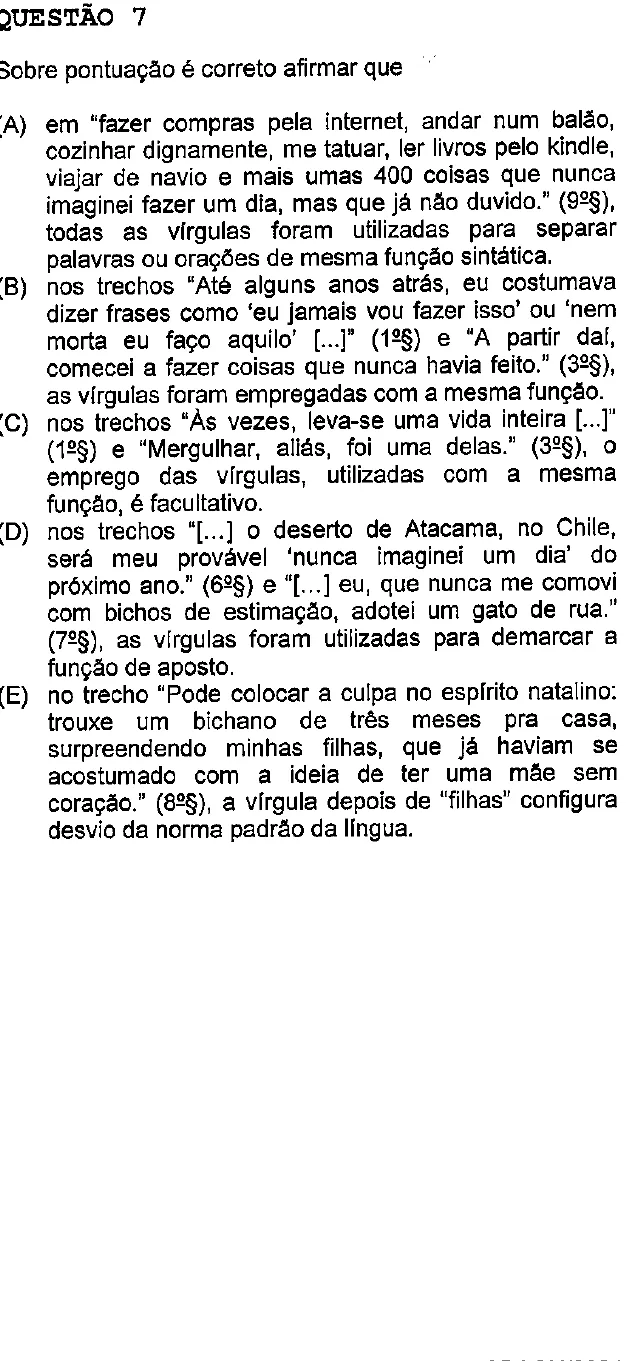 QUESTÃO 7
Sobre pontuação é correto afirmar que
(A) em “fazer compras pela internet, andar num balão,
cozinhar dignamente, me tatuar, ler livros pelo kindle,
viajar de navio e mais umas 400 coisas que nunca
imaginei fazer um dia, mas que já não duvido.” (9º§),
todas as vírgulas foram utilizadas para separar
palavras ou orações de mesma função sintática.
(B) nos trechos “Até alguns anos atrás, eu costumava
dizer frases como ‘eu jamais vou fazer isso’ ou ‘nem
morta eu faço aquilo’ [...]” (1º§) e “A partir daí,
comecei a fazer coisas que nunca havia feito.” (3º§),
as vírgulas foram empregadas com a mesma função.
(C) nos trechos “Às vezes, leva-se uma vida inteira [...]”
(1º§) e “Mergulhar, aliás, foi uma delas.” (3º§), o
emprego das vírgulas, utilizadas com a mesma
função, é facultativo.
(D) nos trechos “[...] o deserto de Atacama, no Chile,
será meu provável ‘nunca imaginei um dia’ do
próximo ano.” (6º§) e “[...] eu, que nunca me comovi
com bichos de estimação, adotei um gato de rua.”
(7º§), as vírgulas foram utilizadas para demarcar a
função de aposto.
(E) no trecho “Pode colocar a culpa no espírito natalino:
trouxe um bichano de três meses pra casa,
surpreendendo minhas filhas, que já haviam se
acostumado com a ideia de ter uma mãe sem
coração.” (8º§), a vírgula depois de “filhas” configura
desvio da norma padrão da língua.